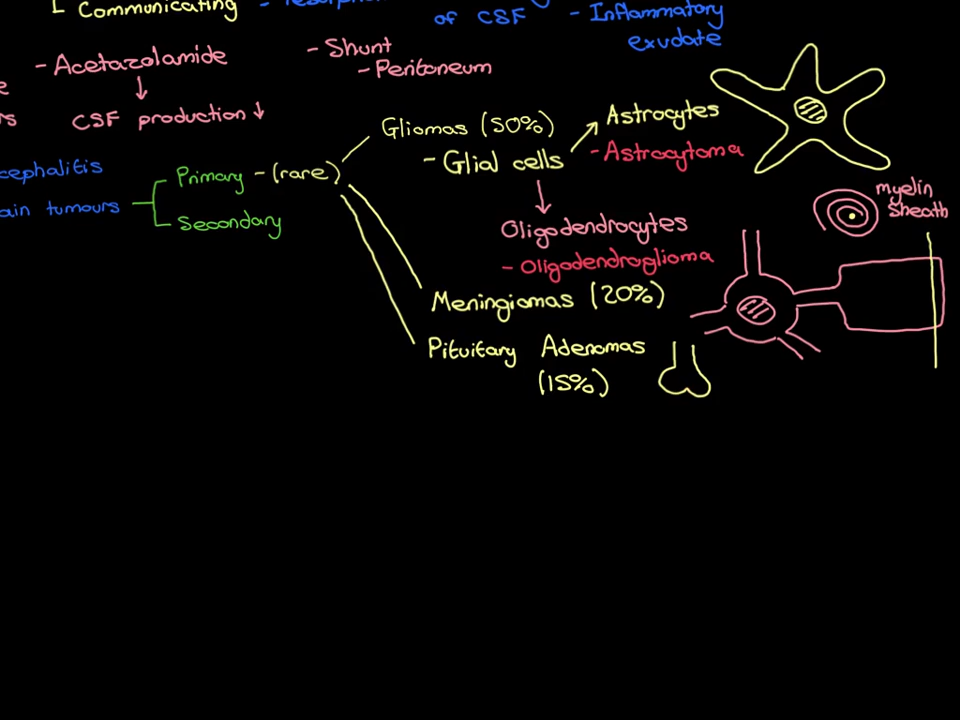 Communicating
of CSF
- Inflammatory
exudate
- Acetazolamide
↓
CSF production ↓
- Shunt
- Peritoneum
Gliomas (50%)
- Glial cells
Astrocytes
- Astrocytoma
Oligodendrocytes
- Oligodendroglioma
myelin
sheath
Primary - (rare)
Secondary
Meningiomas (20%)
Pituitary Adenomas
(15%)